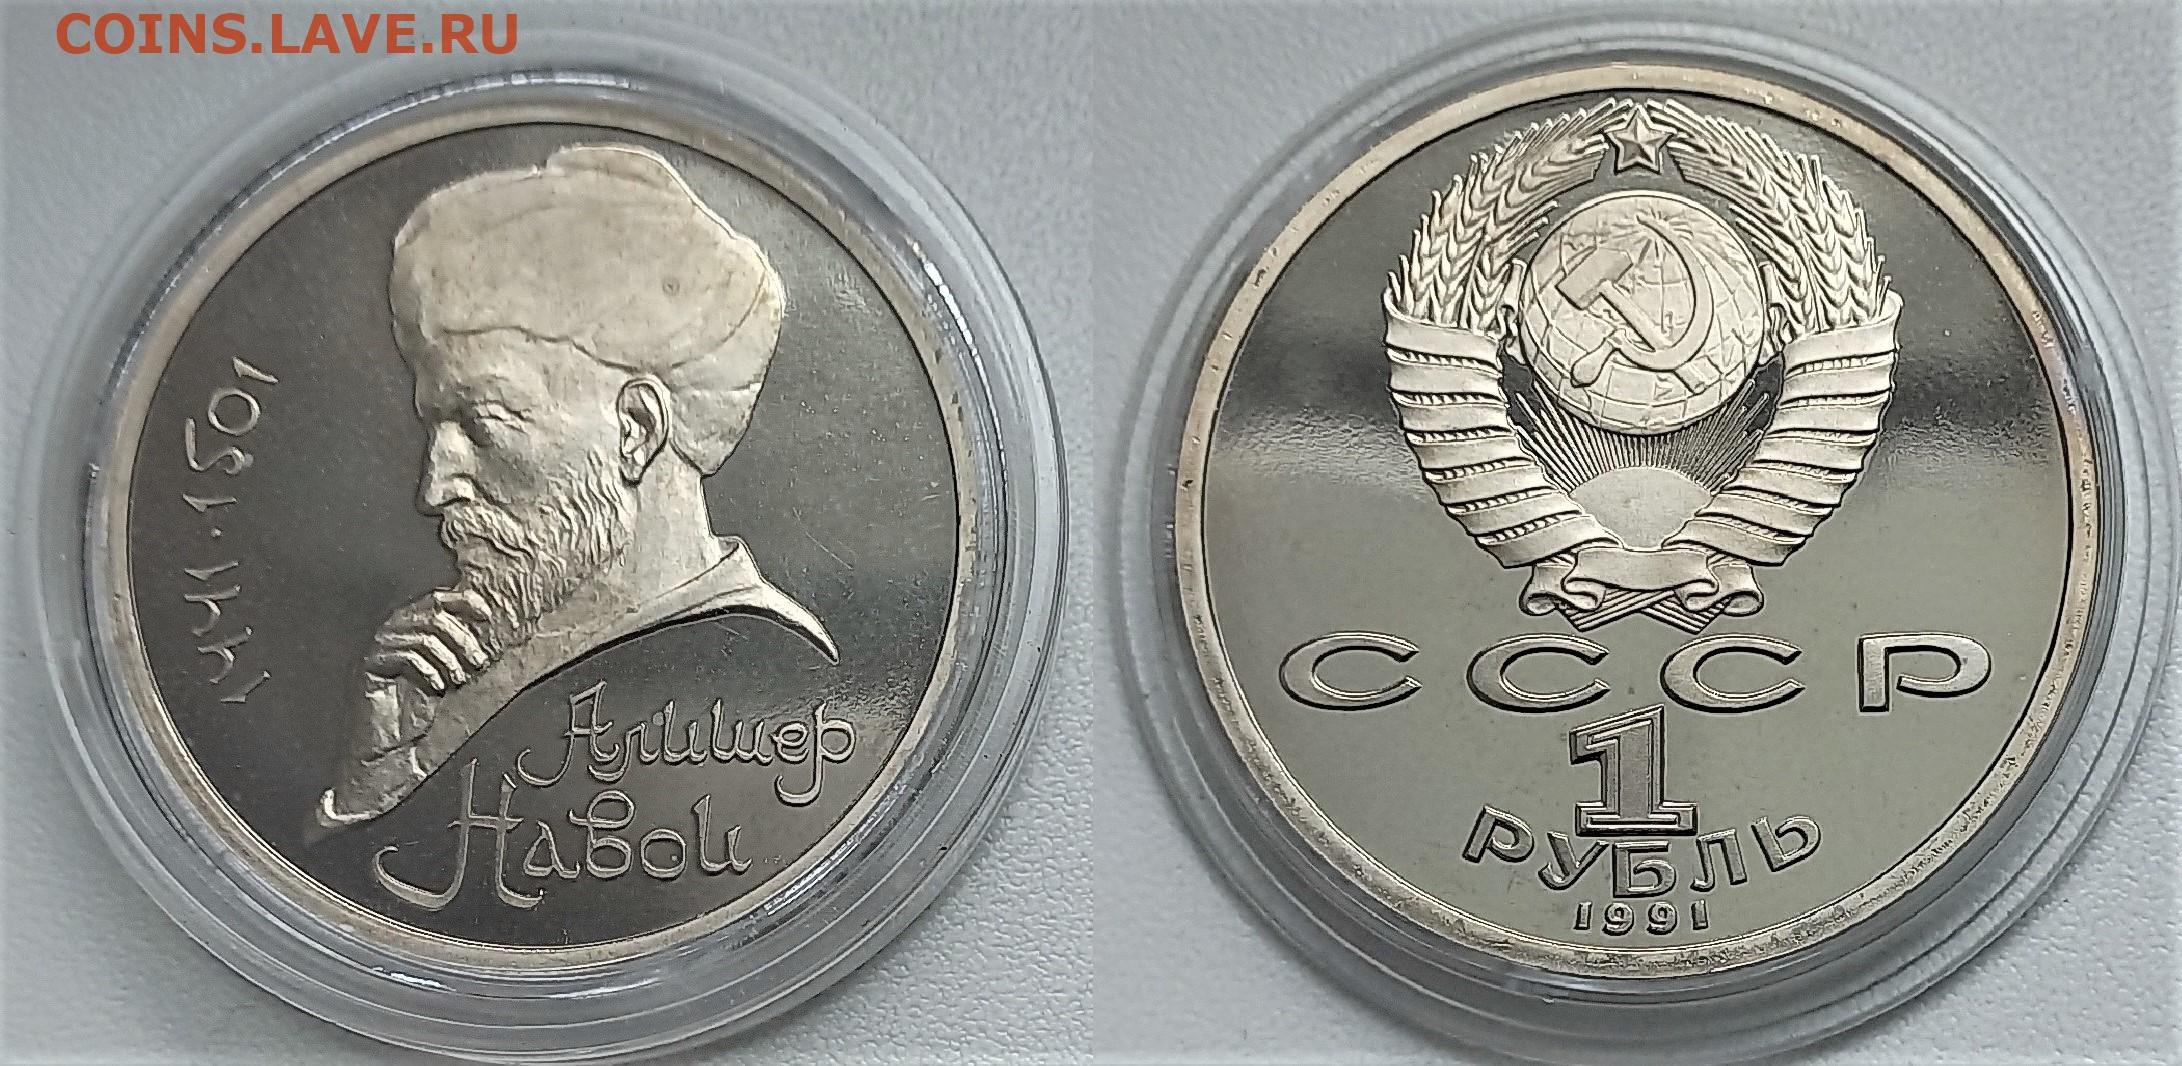 COINS.LAVE.RU
1441·1501
Алишер
Навои
СССР
1
РУБЛЬ
1991